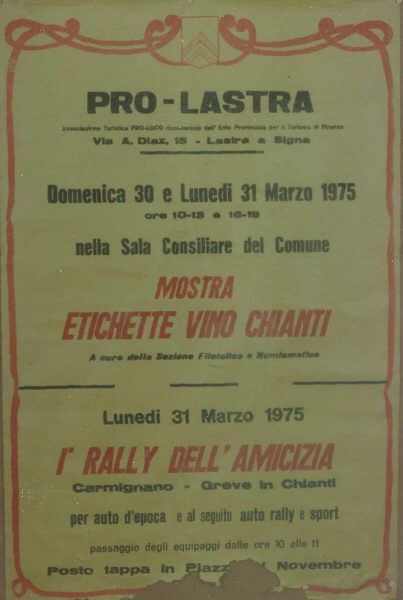 PRO-LASTRA
Associazione Turistica PRO-LOCO riconosciuta dall' Ente Provinciale per il Turismo di Firenze
Via A. Diaz, 15 - Lastra a Signa
Domenica 30 e Lunedi 31 Marzo 1975
ore 10-13 e 16-19
nella Sala Consiliare del Comune
MOSTRA
ETICHETTE VINO CHIANTI
A cura della Sezione Filatelica e Numismatica
Lunedi 31 Marzo 1975
I° RALLY DELL'AMICIZIA
Carmignano - Greve in Chianti
per auto d'epoca e al seguito auto rally e sport
passaggio degli equipaggi dalle ore 10 alle 11
Posto tappa in Novembre